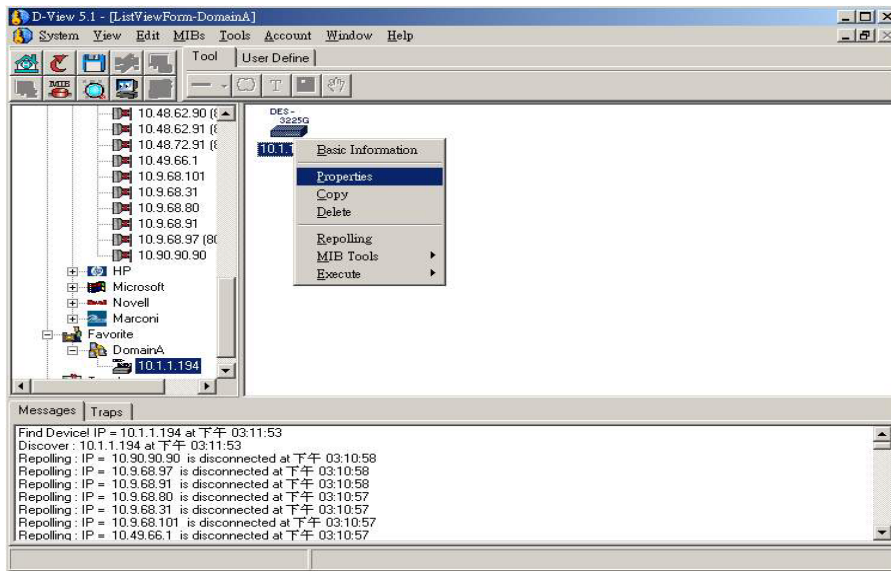 D-View 5.1 - [ListViewForm-DomainA]
System View Edit MIBs Tools Account Window Help
Tool User Define
MIB
T
10.48.62.90 (8
10.48.62.91 (8
10.48.72.91 (8
10.49.66.1
10.9.68.101
10.9.68.31
10.9.68.80
10.9.68.91
10.9.68.97 (80
10.90.90.90
HP
Microsoft
Novell
Marconi
Favorite
DomainA
10.1.1.194
DES-
3225G
10.1.1
Basic Information
Properties
Copy
Delete
Repolling
MIB Tools
Execute
Messages Traps
Find Device! IP = 10.1.1.194 at 下午 03:11:53
Discover : 10.1.1.194 at 下午 03:11:53
Repolling : IP = 10.90.90.90 is disconnected at 下午 03:10:58
Repolling : IP = 10.9.68.97 is disconnected at 下午 03:10:58
Repolling : IP = 10.9.68.91 is disconnected at 下午 03:10:58
Repolling : IP = 10.9.68.80 is disconnected at 下午 03:10:57
Repolling : IP = 10.9.68.31 is disconnected at 下午 03:10:57
Repolling : IP = 10.9.68.101 is disconnected at 下午 03:10:57
Repolling : IP = 10.49.66.1 is disconnected at 下午 03:10:57